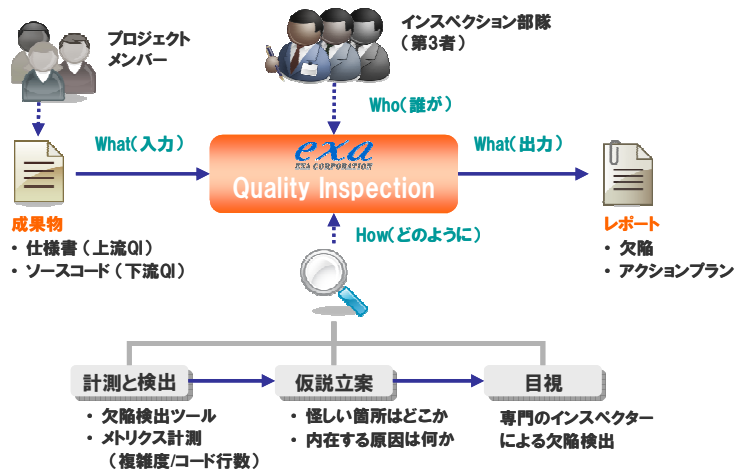 プロジェクト
メンバー
インスペクション部隊
（第3者）
Who（誰が）
What（入力）
exa
EXA CORPORATION
Quality Inspection
What（出力）
成果物
・ 仕様書（上流QI）
・ ソースコード（下流QI）
How（どのように）
レポート
・ 欠陥
・ アクションプラン
計測と検出
仮説立案
目視
・ 欠陥検出ツール
・ メトリクス計測
（複雑度/コード行数）
・ 怪しい箇所はどこか
・ 内在する原因は何か
専門のインスペクター
による欠陥検出